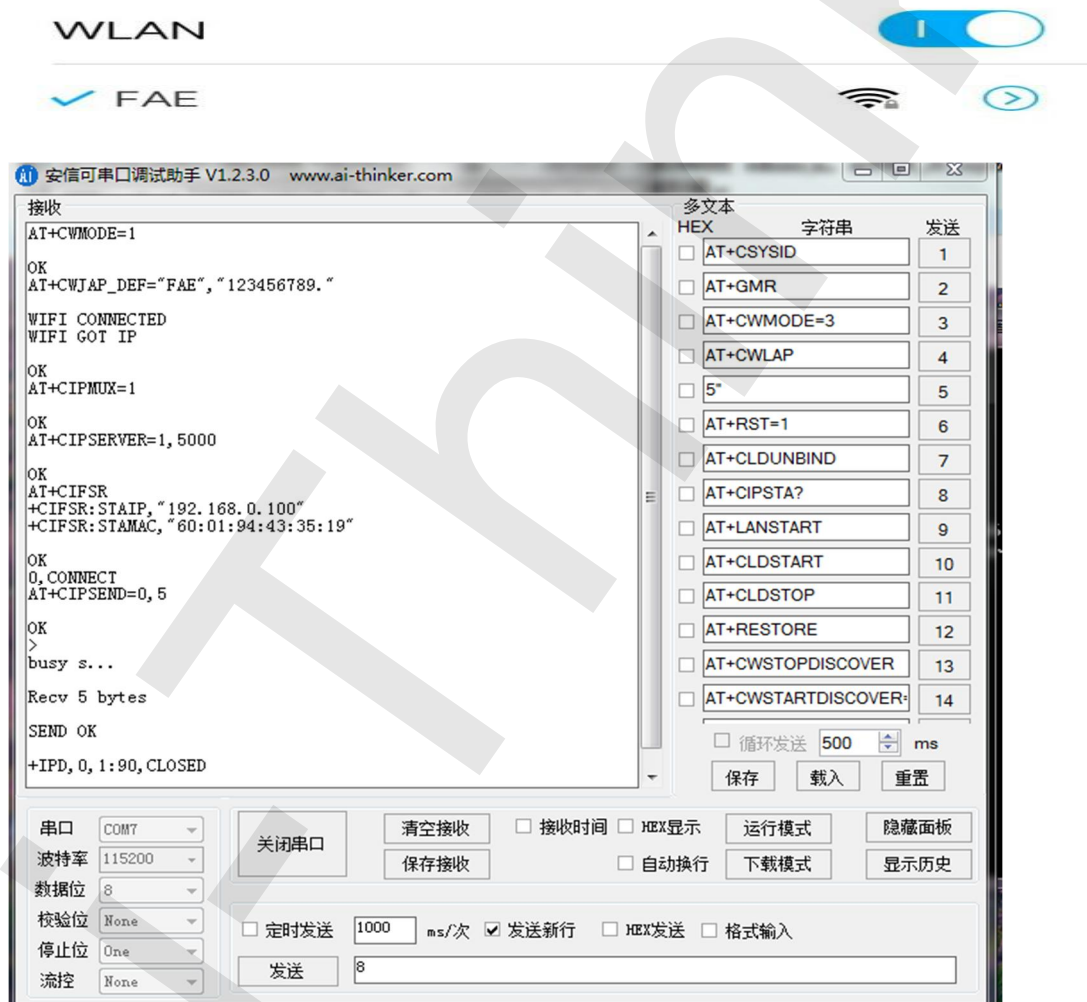 WLAN
FAE
安信可串口调试助手 V1.2.3.0 www.ai-thinker.com
接收
AT+CWMODE=1
OK
AT+CWJAP_DEF="FAE","123456789."
WIFI CONNECTED
WIFI GOT IP
OK
AT+CIPMUX=1
OK
AT+CIPSERVER=1,5000
OK
AT+CIFSR
+CIFSR:STAIP,"192.168.0.100"
+CIFSR:STAMAC,"60:01:94:43:35:19"
OK
0,CONNECT
AT+CIPSEND=0,5
OK
>
busy s...
Recv 5 bytes
SEND OK
+IPD,0,1:90,CLOSED
多文本
HEX 字符串 发送
AT+CSYSID 1
AT+GMR 2
AT+CWMODE=3 3
AT+CWLAP 4
5" 5
AT+RST=1 6
AT+CLDUNBIND 7
AT+CIPSTA? 8
AT+LANSTART 9
AT+CLDSTART 10
AT+CLDSTOP 11
AT+RESTORE 12
AT+CWSTOPDISCOVER 13
AT+CWSTARTDISCOVER= 14
循环发送 500 ms
保存 载入 重置
串口 COM7
波特率 115200
数据位 8
校验位 None
停止位 One
流控 None
关闭串口
清空接收 接收时间 HEX显示 运行模式 隐藏面板
保存接收 自动换行 下载模式 显示历史
定时发送 1000 ms/次 发送新行 HEX发送 格式输入
发送 8
AI-Thin